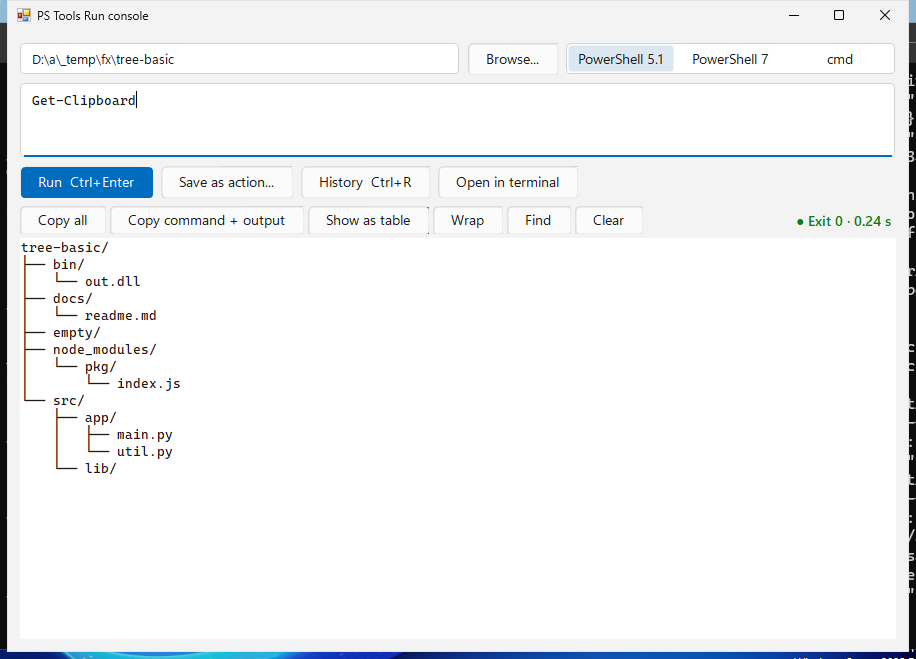 PS Tools Run console
D:\a\_temp\fx\tree-basic Browse... PowerShell 5.1 PowerShell 7 cmd
Get-Clipboard
Run Ctrl+Enter Save as action... History Ctrl+R Open in terminal
Copy all Copy command + output Show as table Wrap Find Clear ● Exit 0 · 0.24 s
tree-basic/
├── bin/
│   └── out.dll
├── docs/
│   └── readme.md
├── empty/
├── node_modules/
│   └── pkg/
│       └── index.js
└── src/
    ├── app/
    │   ├── main.py
    │   └── util.py
    └── lib/